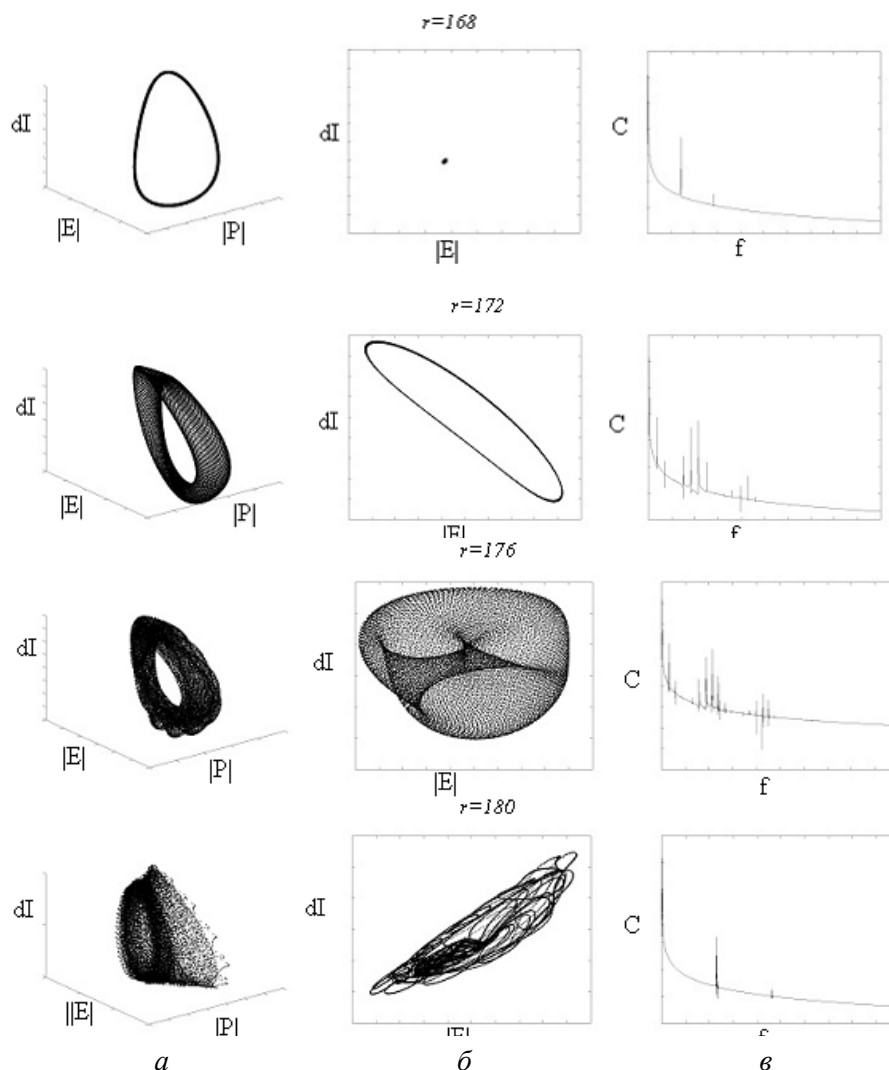 r=168
dI
|E|
|P|
dI
|E|
C
f
r=172
dI
|E|
|P|
dI
|E|
C
f
r=176
dI
|E|
|P|
dI
|E|
C
f
r=180
dI
||E|
|P|
dI
|E|
C
f
а б в